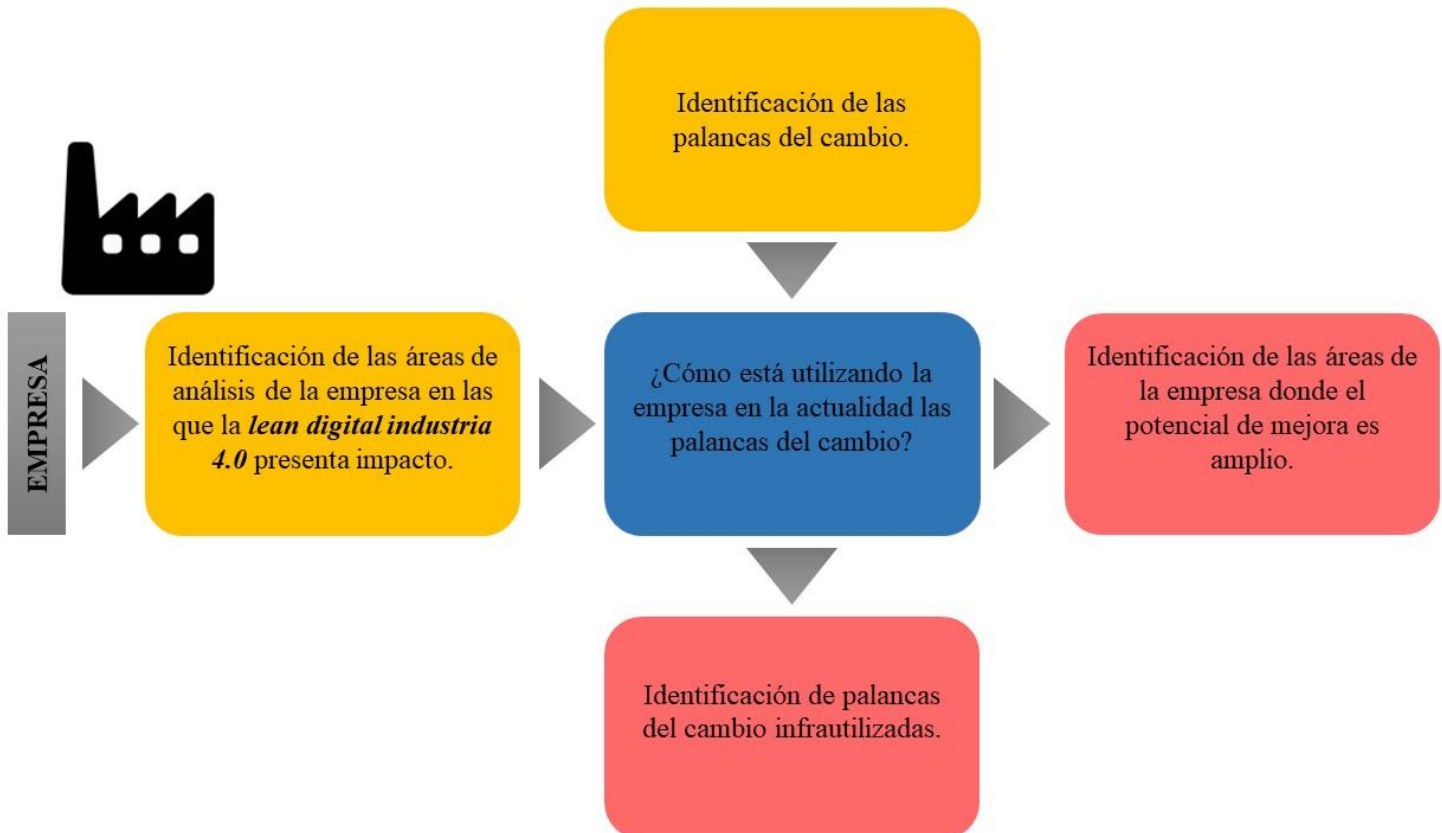 Identificación de las
palancas del cambio.
EMPRESA
Identificación de las áreas de
análisis de la empresa en las
que la lean digital industria
4.0 presenta impacto.
¿Cómo está utilizando la
empresa en la actualidad las
palancas del cambio?
Identificación de las áreas de
la empresa donde el
potencial de mejora es
amplio.
Identificación de palancas
del cambio infrautilizadas.